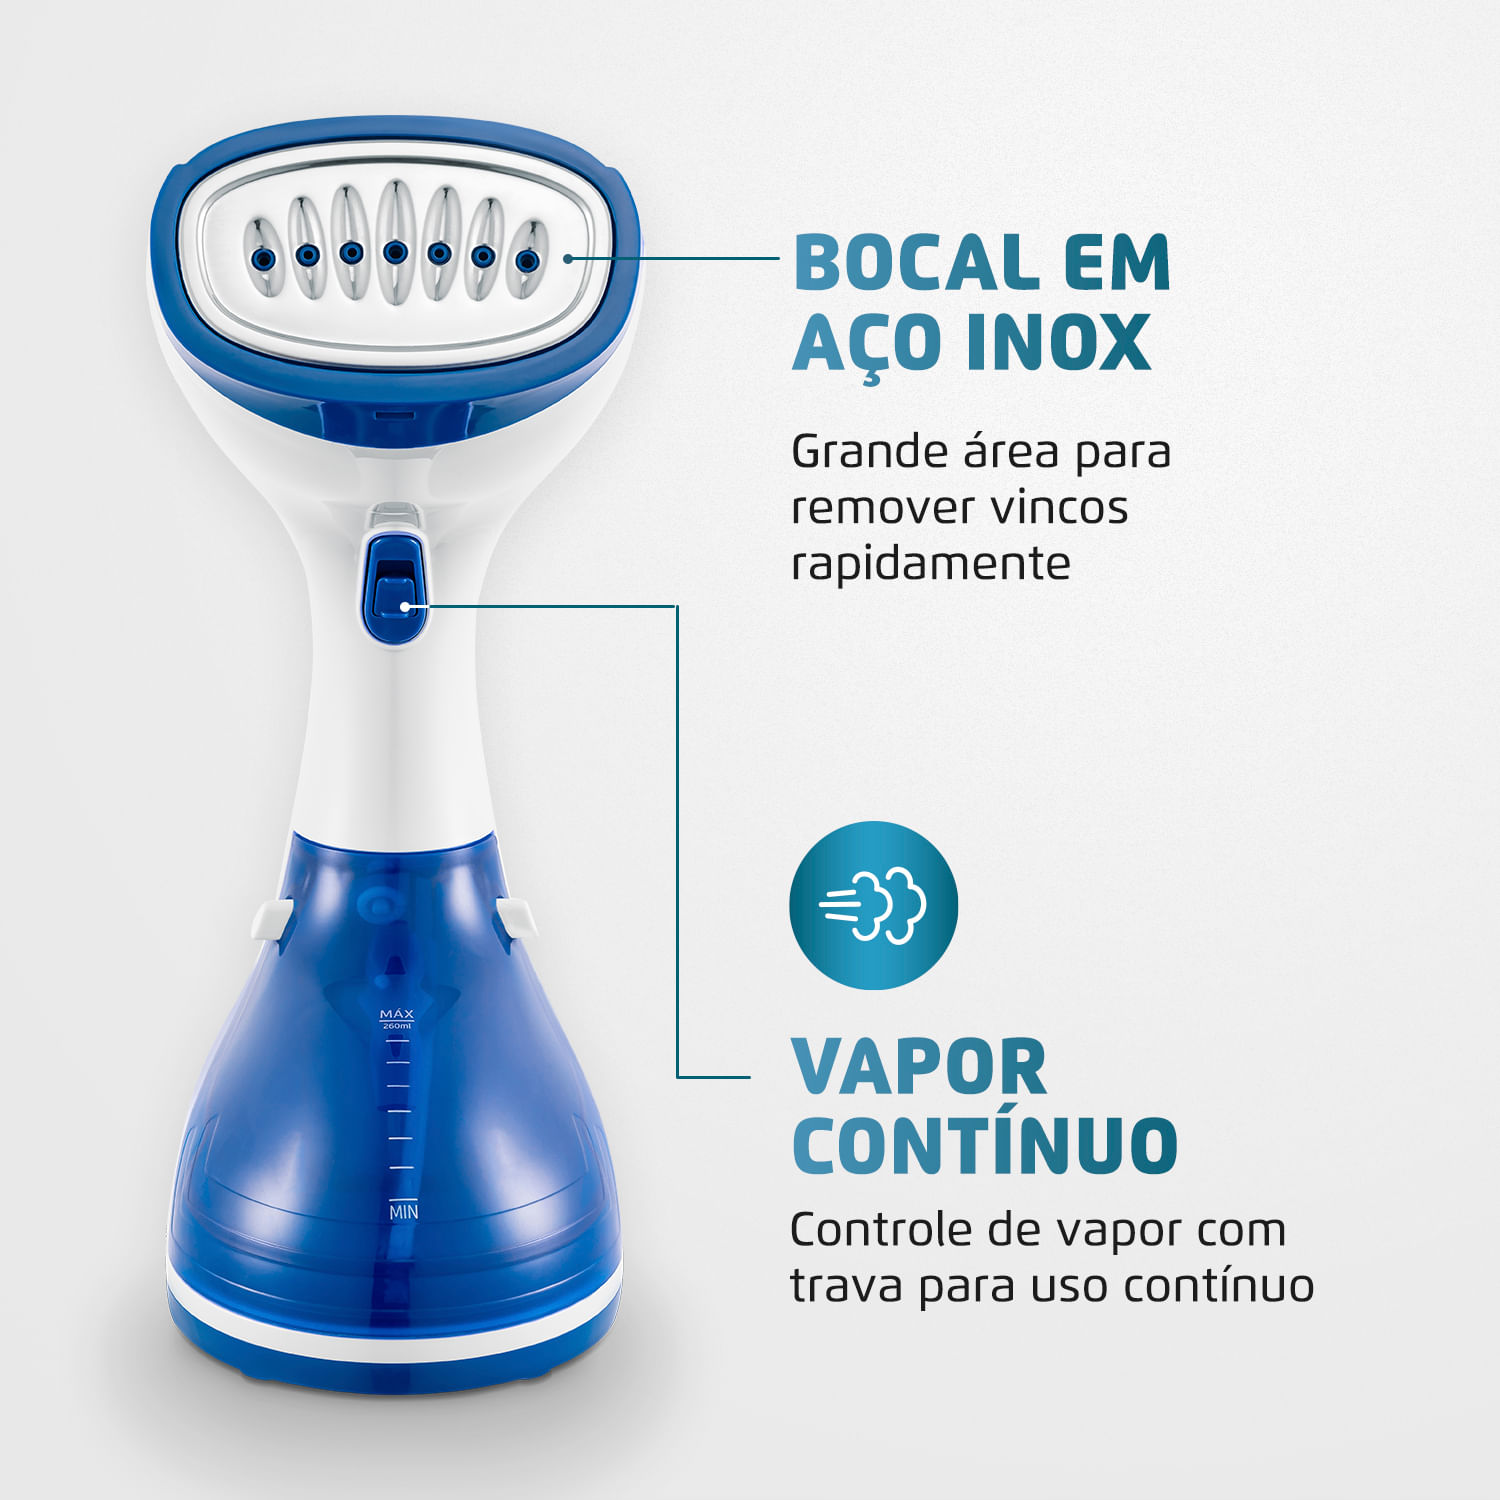 BOCAL EM
AÇO INOX
Grande área para
remover vincos
rapidamente
VAPOR
CONTÍNUO
Controle de vapor com
trava para uso contínuo
MÁX
260ml
MIN